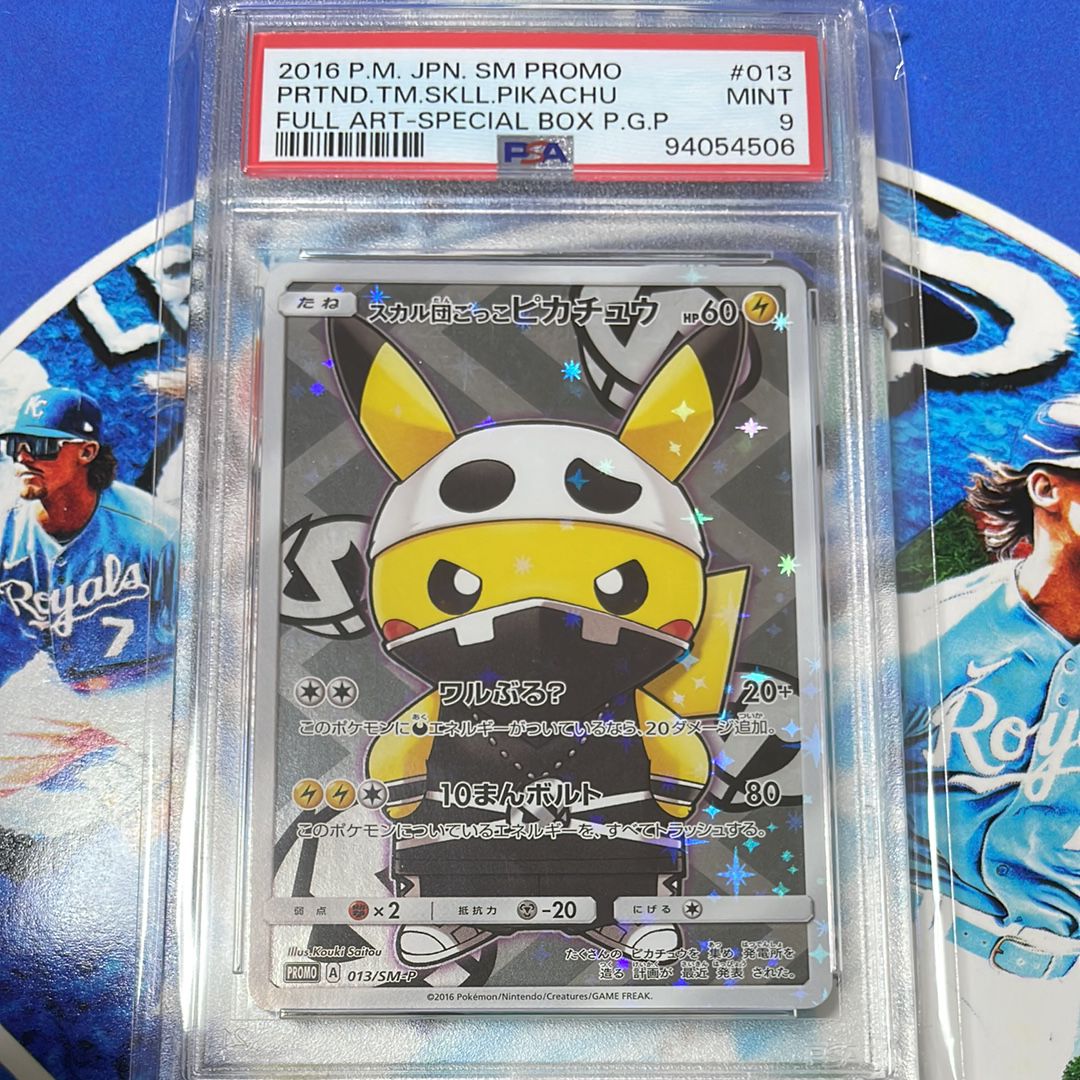 2016 P.M. JPN. SM PROMO #013
PRTND.TM.SKLL.PIKACHU MINT
FULL ART-SPECIAL BOX P.G.P 9
PSA 94054506
たね スカル団ごっこピカチュウ HP60
KC
Royals
7
Roy
ワルぶる? 20+
このポケモンにエネルギーがついているなら、20ダメージ追加。
10まんボルト 80
このポケモンについているエネルギーを、すべてトラッシュする。
弱点 ×2 抵抗力 -20 にげる
Illus.Kouki Saitou
たくさんの ピカチュウを 集め 発電所を
造る 計画が 最近 発表 された。
PROMO A 013/SM-P
©2016 Pokémon/Nintendo/Creatures/GAME FREAK.